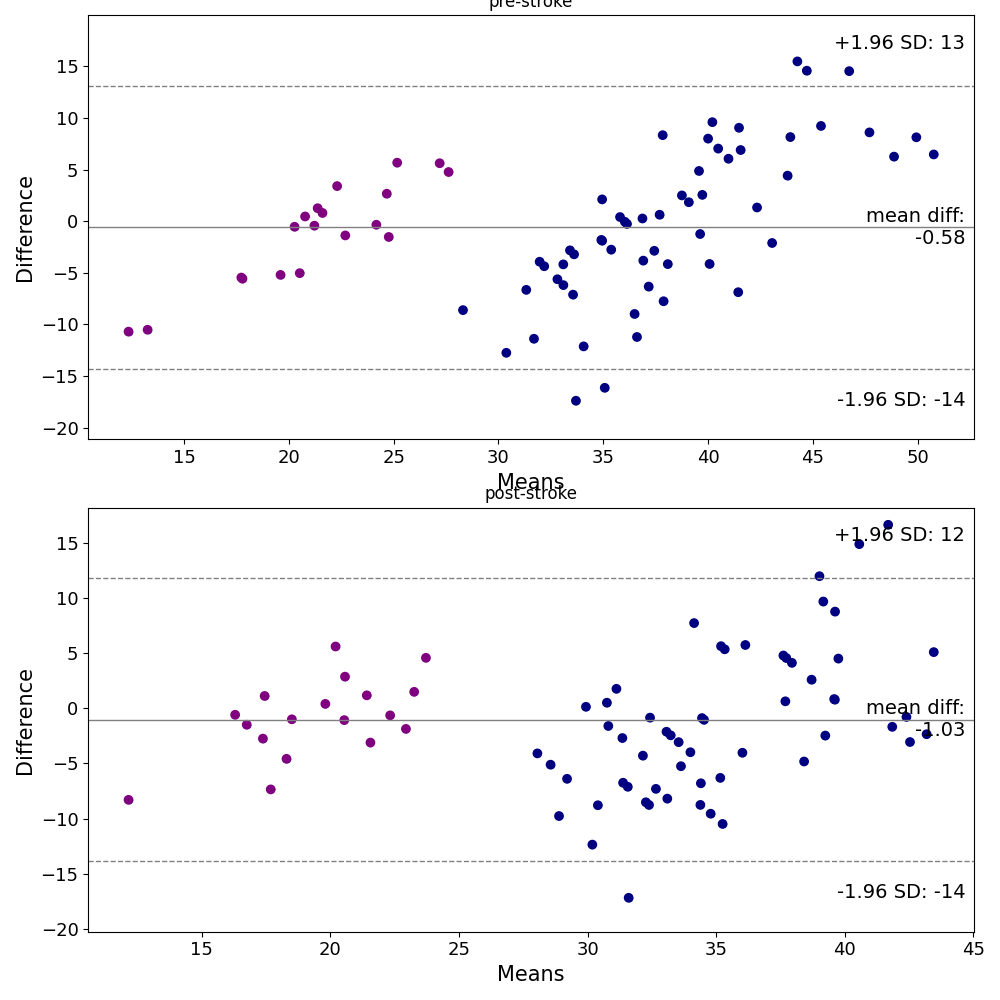 pre-stroke
+1.96 SD: 13
mean diff:
-0.58
-1.96 SD: -14
15
10
5
0
−5
−10
−15
−20
Difference
15 20 25 30 35 40 45 50
Means
post-stroke
+1.96 SD: 12
mean diff:
-1.03
-1.96 SD: -14
15
10
5
0
−5
−10
−15
−20
Difference
15 20 25 30 35 40 45
Means